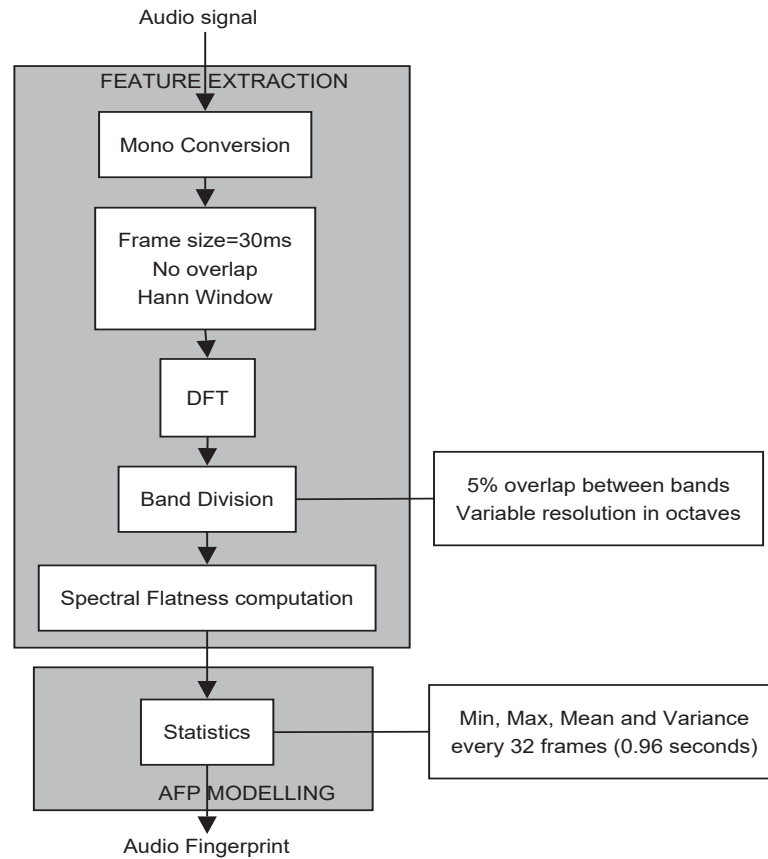 Audio signal
FEATURE EXTRACTION
Mono Conversion
Frame size=30ms
No overlap
Hann Window
DFT
Band Division
5% overlap between bands
Variable resolution in octaves
Spectral Flatness computation
Statistics
Min, Max, Mean and Variance
every 32 frames (0.96 seconds)
AFP MODELLING
Audio Fingerprint